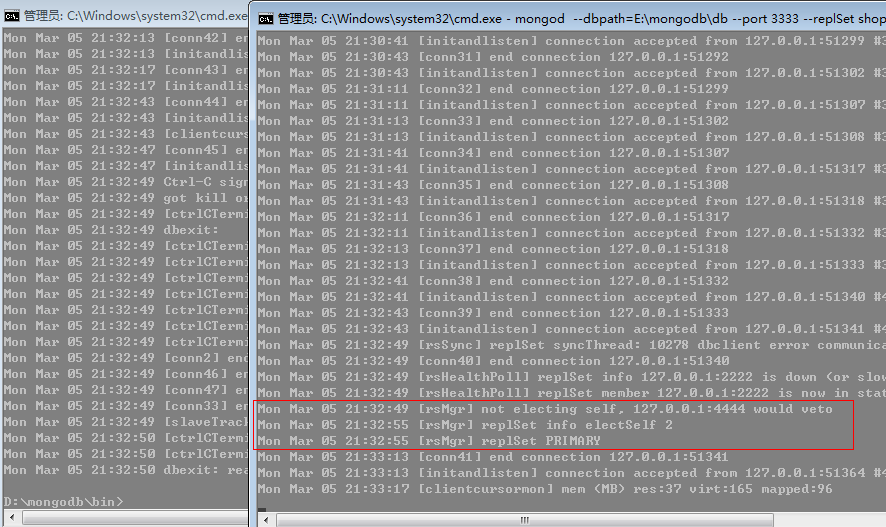 管理员: C:\Windows\system32\cmd.exe
Mon Mar 05 21:32:13 [conn42] en
Mon Mar 05 21:32:13 [initandlis
Mon Mar 05 21:32:17 [conn43] en
Mon Mar 05 21:32:17 [initandlis
Mon Mar 05 21:32:43 [conn44] en
Mon Mar 05 21:32:43 [initandlis
Mon Mar 05 21:32:43 [clientcurs
Mon Mar 05 21:32:47 [conn45] en
Mon Mar 05 21:32:47 [initandlis
Mon Mar 05 21:32:49 Ctrl-C sign
Mon Mar 05 21:32:49 got kill or
Mon Mar 05 21:32:49 [ctrlCTermi
Mon Mar 05 21:32:49 dbexit:
Mon Mar 05 21:32:49 [ctrlCTermi
Mon Mar 05 21:32:49 [ctrlCTermi
Mon Mar 05 21:32:49 [ctrlCTermi
Mon Mar 05 21:32:49 [ctrlCTermi
Mon Mar 05 21:32:49 [ctrlCTermi
Mon Mar 05 21:32:49 [ctrlCTermi
Mon Mar 05 21:32:49 [ctrlCTermi
Mon Mar 05 21:32:49 [conn2] end
Mon Mar 05 21:32:49 [conn46] en
Mon Mar 05 21:32:49 [conn47] en
Mon Mar 05 21:32:49 [conn33] en
Mon Mar 05 21:32:49 [slaveTrack
Mon Mar 05 21:32:50 [ctrlCTermi
Mon Mar 05 21:32:50 [ctrlCTermi
Mon Mar 05 21:32:50 dbexit: rea
D:\mongodb\bin>
管理员: C:\Windows\system32\cmd.exe - mongod --dbpath=E:\mongodb\db --port 3333 --replSet shop
Mon Mar 05 21:30:41 [initandlisten] connection accepted from 127.0.0.1:51299 #3
Mon Mar 05 21:30:43 [conn31] end connection 127.0.0.1:51292
Mon Mar 05 21:30:43 [initandlisten] connection accepted from 127.0.0.1:51302 #3
Mon Mar 05 21:31:11 [conn32] end connection 127.0.0.1:51299
Mon Mar 05 21:31:11 [initandlisten] connection accepted from 127.0.0.1:51307 #3
Mon Mar 05 21:31:13 [conn33] end connection 127.0.0.1:51302
Mon Mar 05 21:31:13 [initandlisten] connection accepted from 127.0.0.1:51308 #3
Mon Mar 05 21:31:41 [conn34] end connection 127.0.0.1:51307
Mon Mar 05 21:31:41 [initandlisten] connection accepted from 127.0.0.1:51317 #3
Mon Mar 05 21:31:43 [conn35] end connection 127.0.0.1:51308
Mon Mar 05 21:31:43 [initandlisten] connection accepted from 127.0.0.1:51318 #3
Mon Mar 05 21:32:11 [conn36] end connection 127.0.0.1:51317
Mon Mar 05 21:32:11 [initandlisten] connection accepted from 127.0.0.1:51332 #3
Mon Mar 05 21:32:13 [conn37] end connection 127.0.0.1:51318
Mon Mar 05 21:32:13 [initandlisten] connection accepted from 127.0.0.1:51333 #3
Mon Mar 05 21:32:41 [conn38] end connection 127.0.0.1:51332
Mon Mar 05 21:32:41 [initandlisten] connection accepted from 127.0.0.1:51340 #4
Mon Mar 05 21:32:43 [conn39] end connection 127.0.0.1:51333
Mon Mar 05 21:32:43 [initandlisten] connection accepted from 127.0.0.1:51341 #4
Mon Mar 05 21:32:49 [rsSync] replSet syncThread: 10278 dbclient error communica
Mon Mar 05 21:32:49 [conn40] end connection 127.0.0.1:51340
Mon Mar 05 21:32:49 [rsHealthPoll] replSet info 127.0.0.1:2222 is down (or slow
Mon Mar 05 21:32:49 [rsHealthPoll] replSet member 127.0.0.1:2222 is now in stat
Mon Mar 05 21:32:49 [rsMgr] not electing self, 127.0.0.1:4444 would veto
Mon Mar 05 21:32:55 [rsMgr] replSet info electSelf 2
Mon Mar 05 21:32:55 [rsMgr] replSet PRIMARY
Mon Mar 05 21:33:13 [conn41] end connection 127.0.0.1:51341
Mon Mar 05 21:33:13 [initandlisten] connection accepted from 127.0.0.1:51364 #4
Mon Mar 05 21:33:17 [clientcursormon] mem (MB) res:37 virt:165 mapped:96